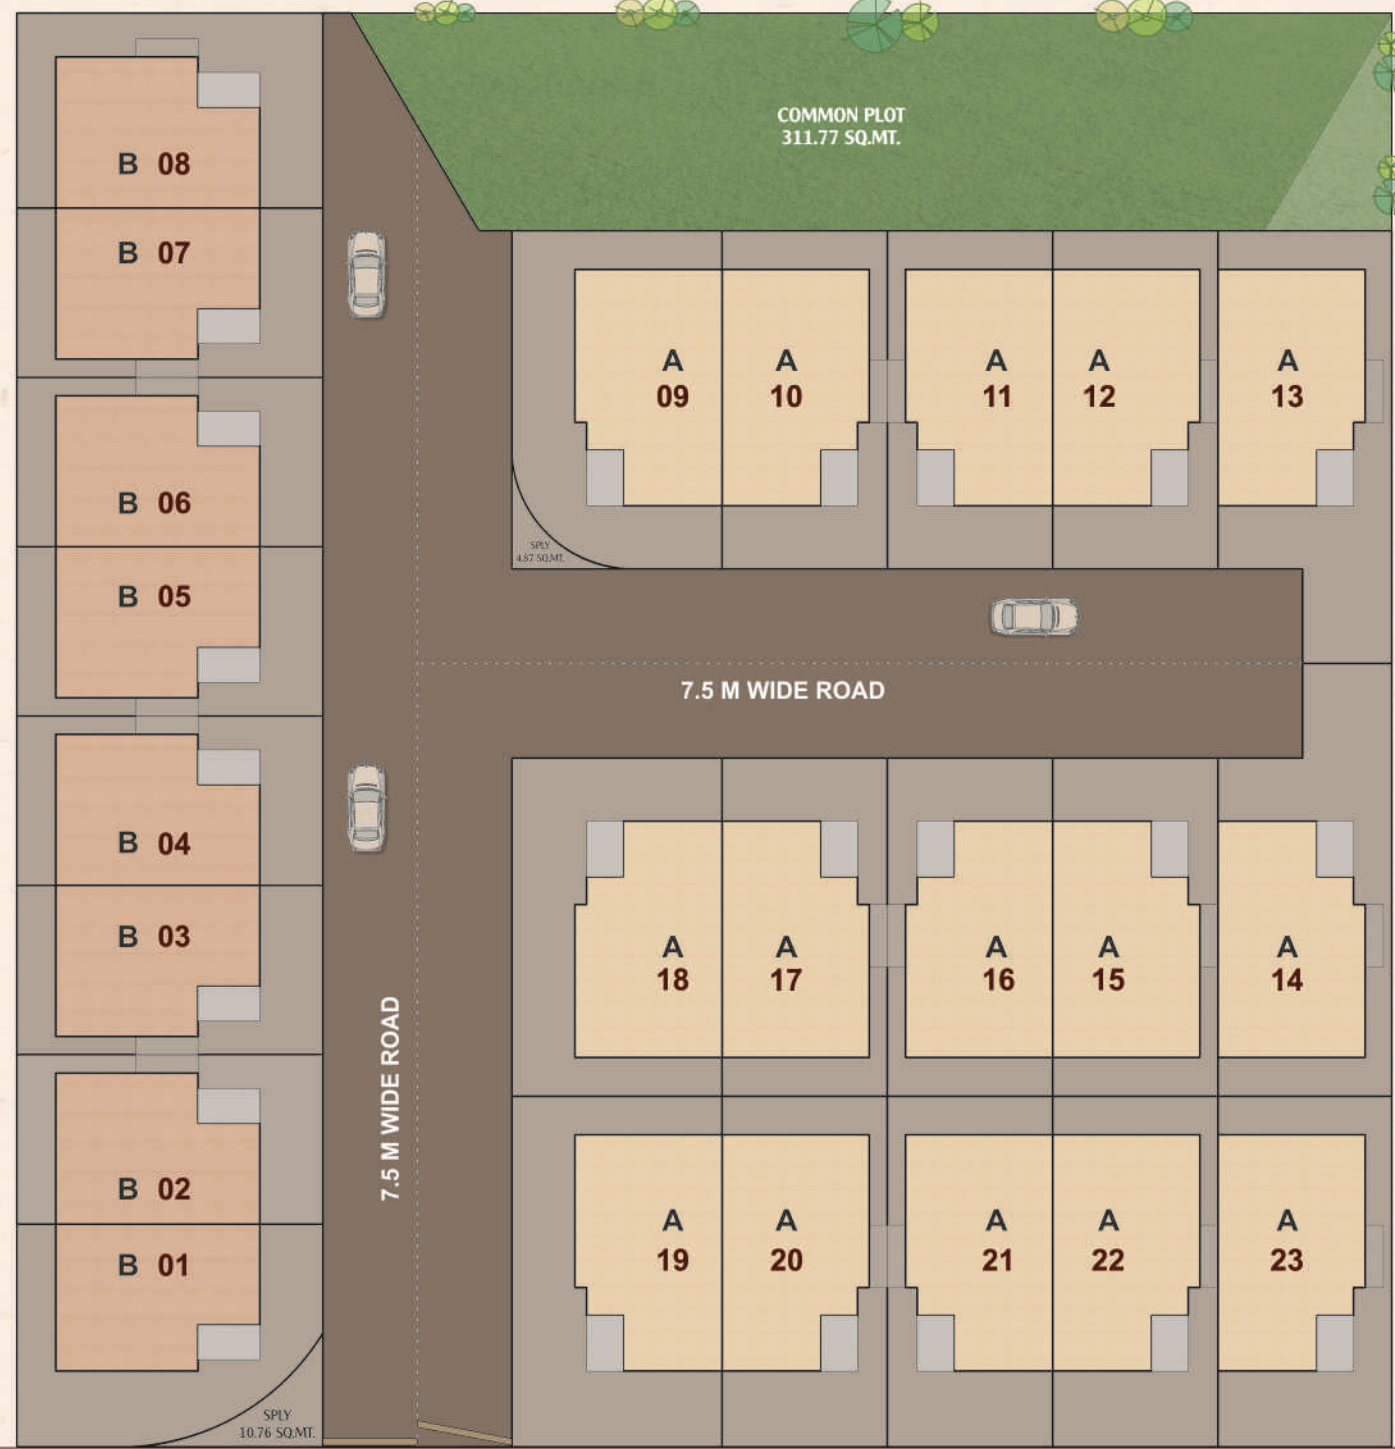 COMMON PLOT
311.77 SQ.MT.
B 08
B 07
B 06
B 05
B 04
B 03
B 02
B 01
SPLY
10.76 SQ.MT.
A
09
A
10
A
11
A
12
A
13
SPLY
4.87 SQ.MT.
7.5 M WIDE ROAD
7.5 M WIDE ROAD
A
18
A
17
A
16
A
15
A
14
A
19
A
20
A
21
A
22
A
23